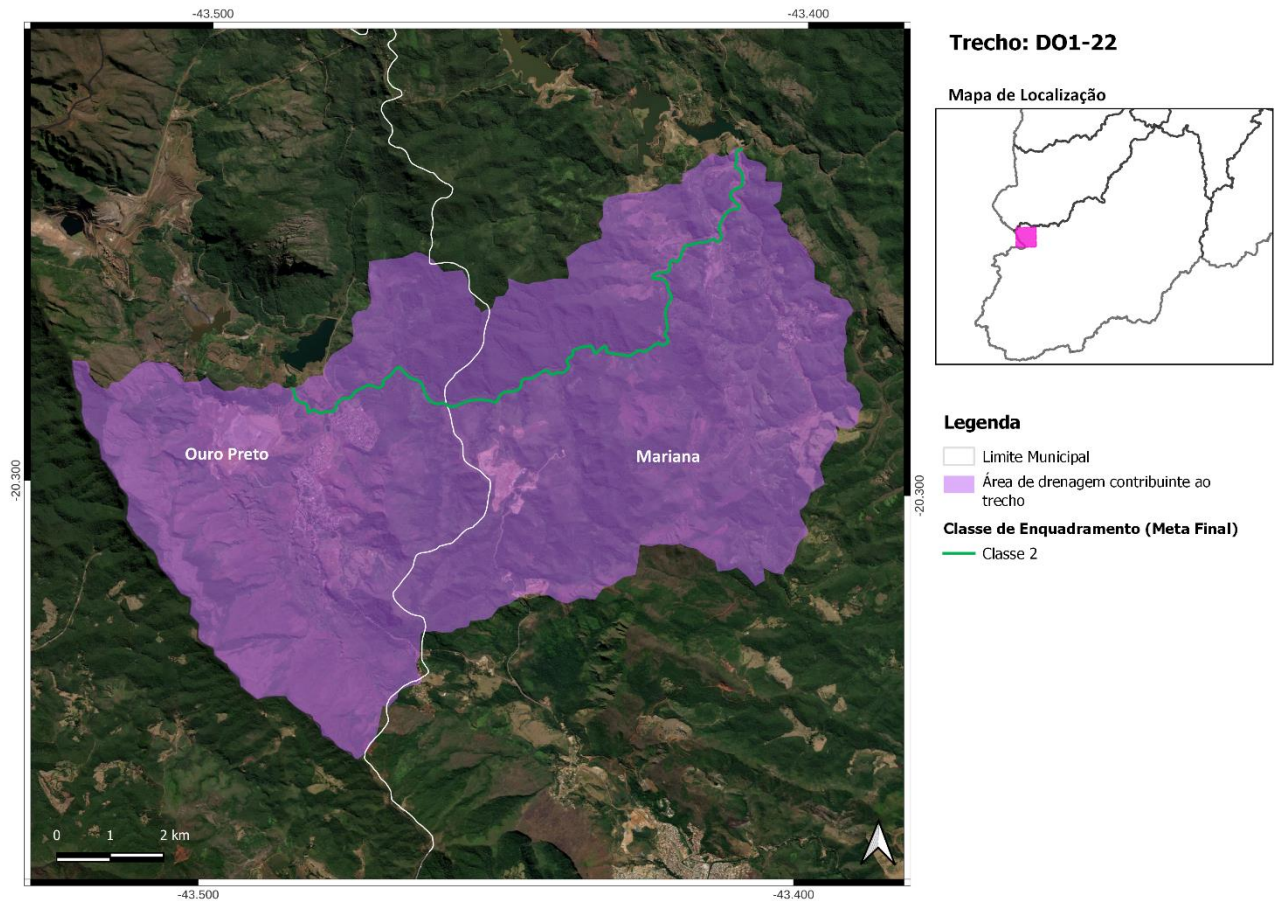 -43.500
-43.400
Trecho: DO1-22
Mapa de Localização
Ouro Preto
Mariana
-20.300
-20.300
Legenda
Limite Municipal
Área de drenagem contribuinte ao
trecho
Classe de Enquadramento (Meta Final)
Classe 2
0 1 2 km
-43.500
-43.400